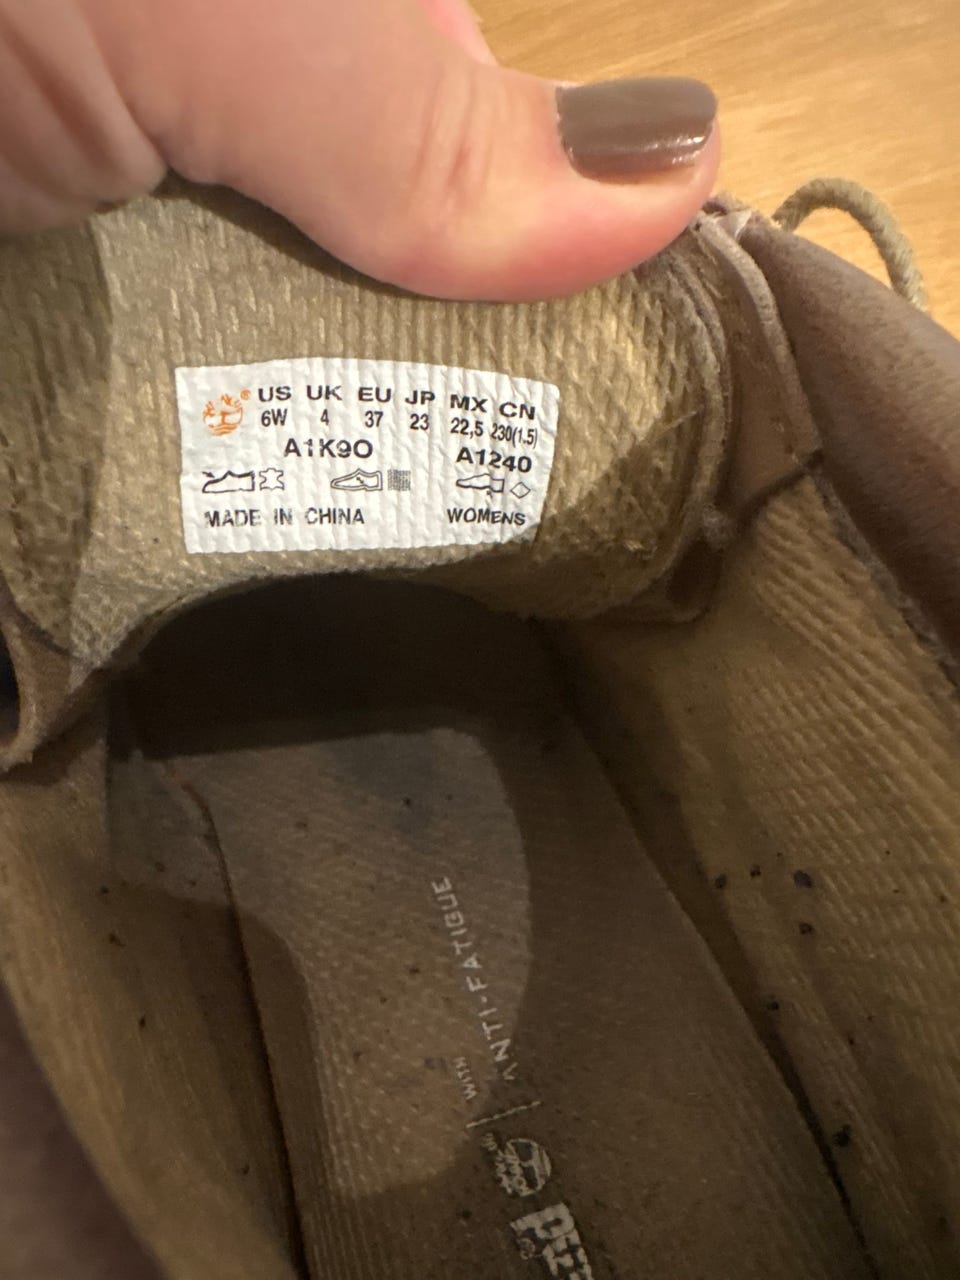 US UK EU JP MX CN
6W 4 37 23 22,5 230(1.5)
A1K9O A1240
MADE IN CHINA WOMENS
WITH ANTI-FATIGUE